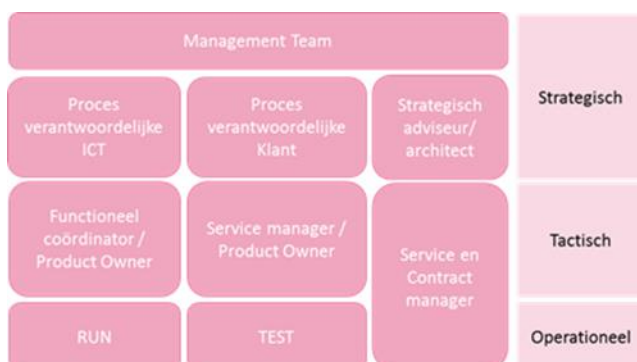 Management Team
Strategisch
Proces
verantwoordelijke
ICT
Proces
verantwoordelijke
Klant
Strategisch
adviseur/
architect
Functioneel
coördinator /
Product Owner
Service manager /
Product Owner
Service en
Contract
manager
Tactisch
RUN
TEST
Operationeel